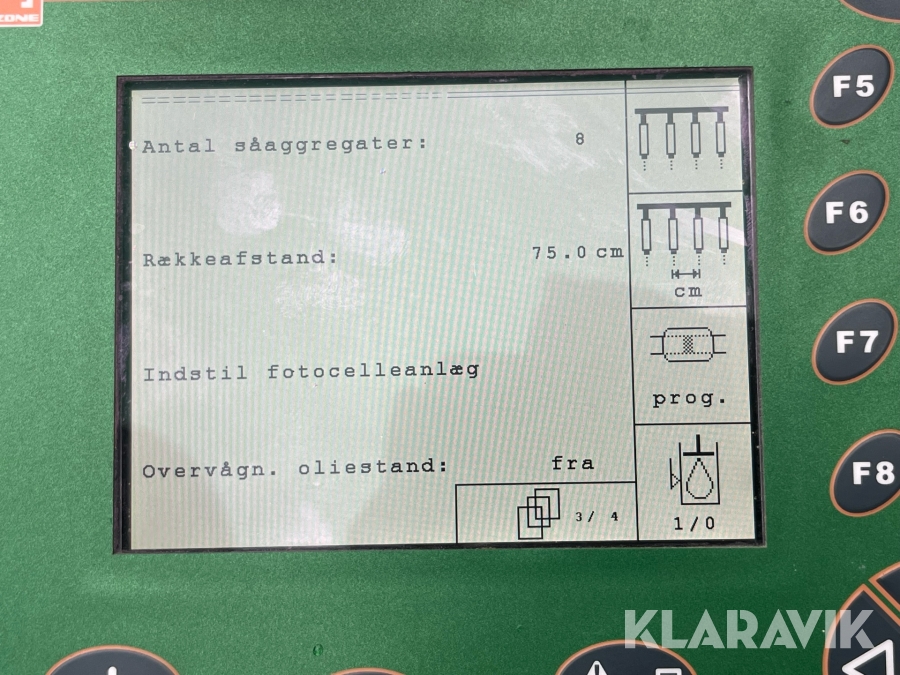 ZONE
F5
Antal såaggregater: 8
F6
Rækkeafstand: 75.0 cm
cm
F7
Indstil fotocelleanlæg
prog.
Overvågn. oliestand: fra
F8
3/ 4
1/0
KLARAVIK